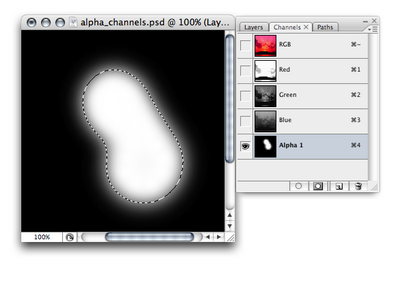 alpha_channels.psd @ 100% (Lay...
Layers Channels × Paths
RGB ⌘~
Red ⌘1
Green ⌘2
Blue ⌘3
Alpha 1 ⌘4
100%